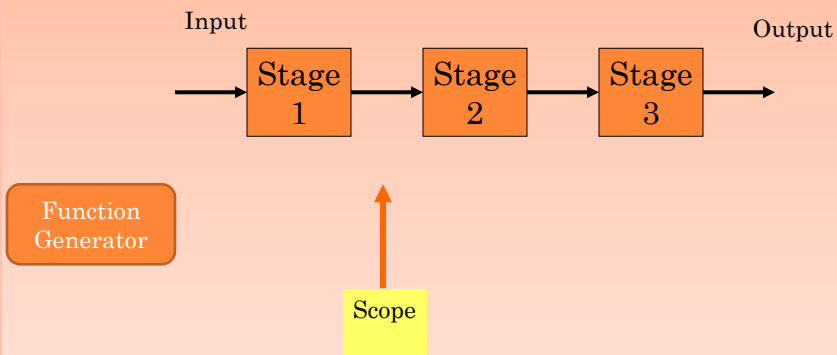 Input
Output
Stage
1
Stage
2
Stage
3
Function
Generator
Scope